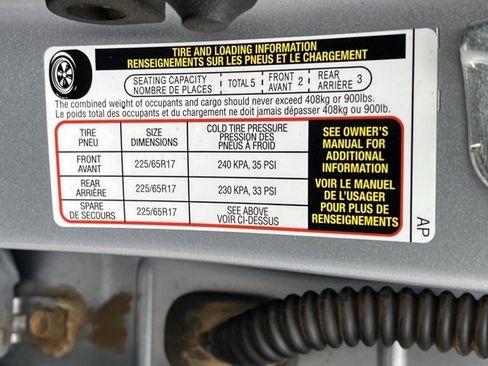 TIRE AND LOADING INFORMATION
RENSEIGNEMENTS SUR LES PNEUS ET LE CHARGEMENT
SEATING CAPACITY
NOMBRE DE PLACES
TOTAL 5
FRONT
AVANT 2
REAR
ARRIÈRE 3
The combined weight of occupants and cargo should never exceed 408kg or 900lbs.
Le poids total des occupants et du chargement ne doit jamais dépasser 408kg ou 900lb.
TIRE
PNEU
SIZE
DIMENSIONS
COLD TIRE PRESSURE
PRESSION DES
PNEUS À FROID
FRONT
AVANT
225/65R17
240 KPA, 35 PSI
REAR
ARRIÈRE
225/65R17
230 KPA, 33 PSI
SPARE
DE SECOURS
225/65R17
SEE ABOVE
VOIR CI-DESSUS
SEE OWNER'S
MANUAL FOR
ADDITIONAL
INFORMATION
VOIR LE MANUEL
DE L'USAGER
POUR PLUS DE
RENSEIGNEMENTS
AP